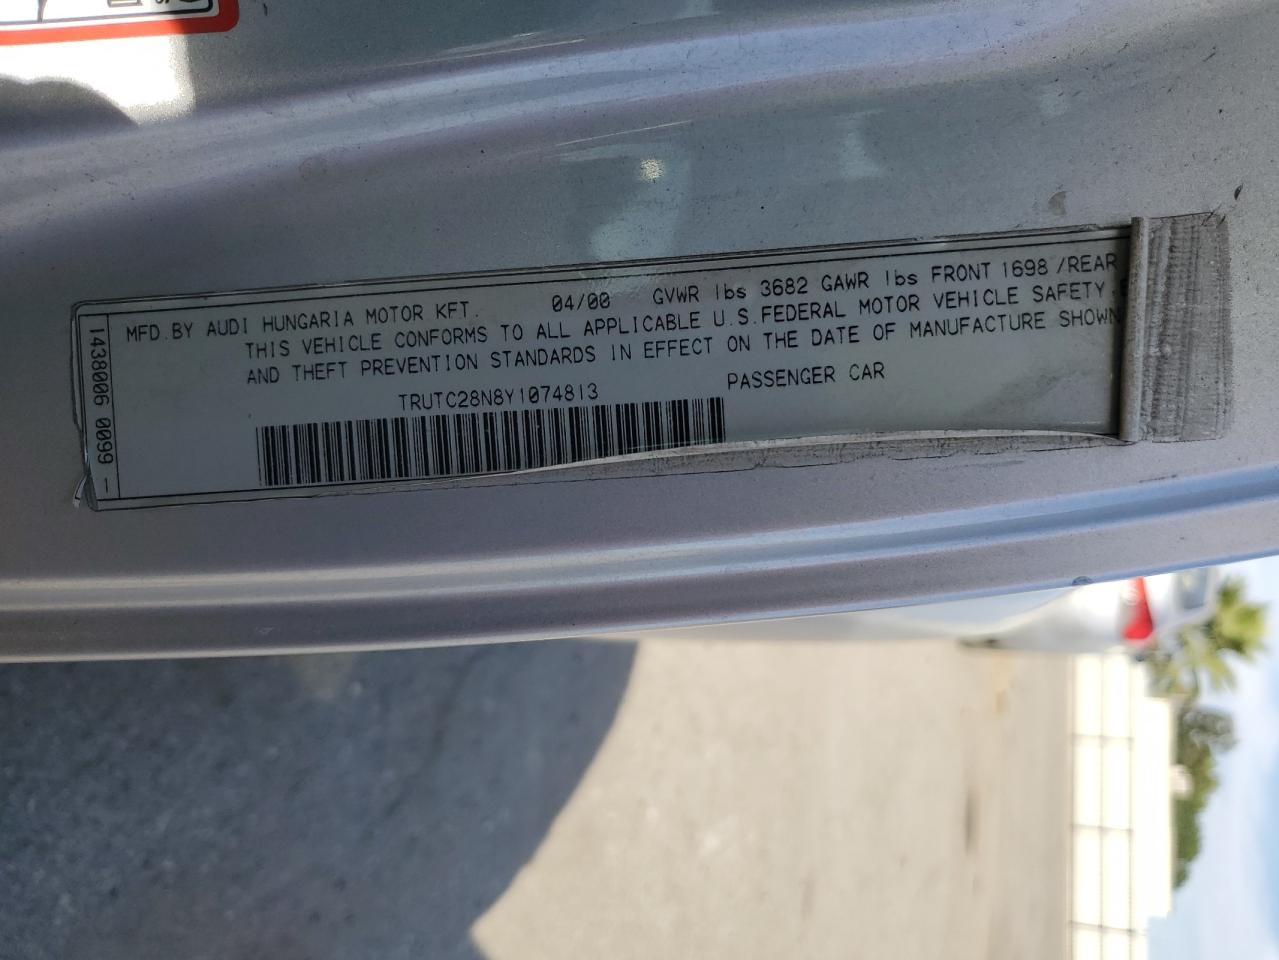 MFD.BY AUDI HUNGARIA MOTOR KFT. 04/00 GVWR lbs 3682 GAWR lbs FRONT 1698 /REAR
THIS VEHICLE CONFORMS TO ALL APPLICABLE U.S.FEDERAL MOTOR VEHICLE SAFETY,
AND THEFT PREVENTION STANDARDS IN EFFECT ON THE DATE OF MANUFACTURE SHOWN
TRUTC28N8Y1074813 PASSENGER CAR
1438006 0099 -